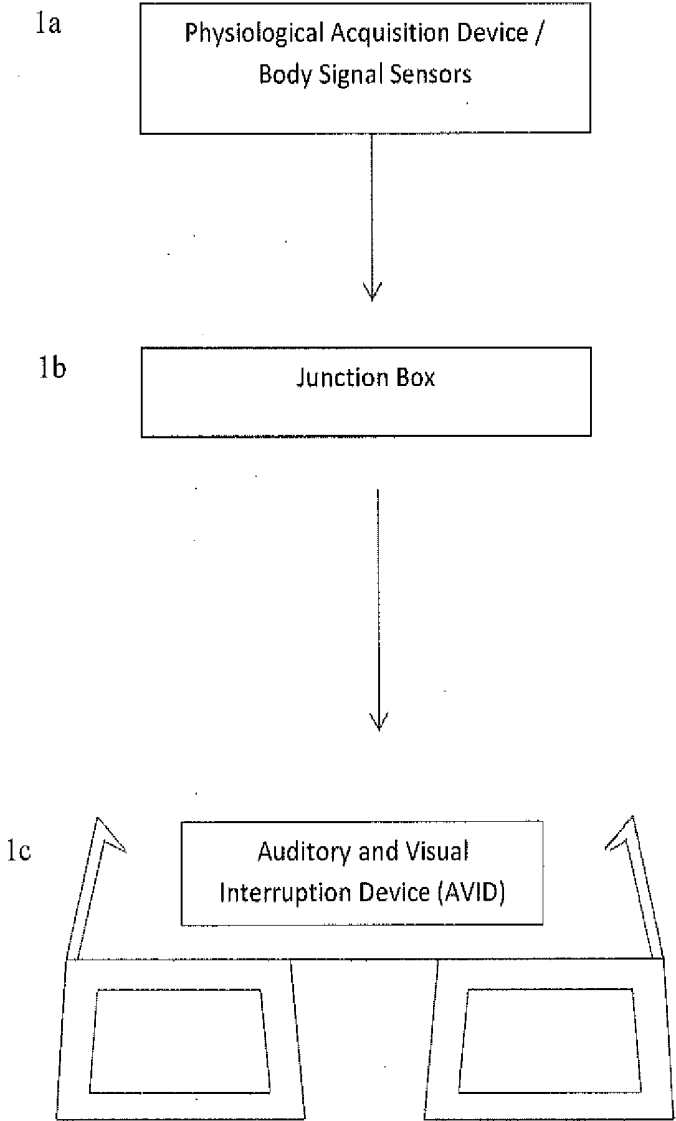 1a
Physiological Acquisition Device /
Body Signal Sensors
1b
Junction Box
1c
Auditory and Visual
Interruption Device (AVID)